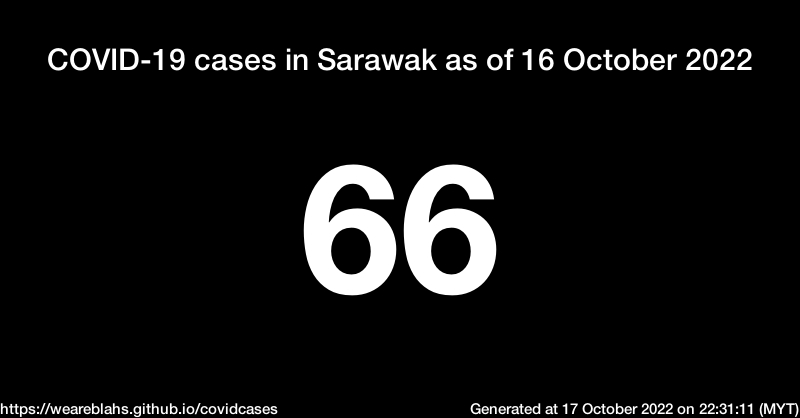 COVID-19 cases in Sarawak as of 16 October 2022
66
https://weareblahs.github.io/covidcases
Generated at 17 October 2022 on 22:31:11 (MYT)